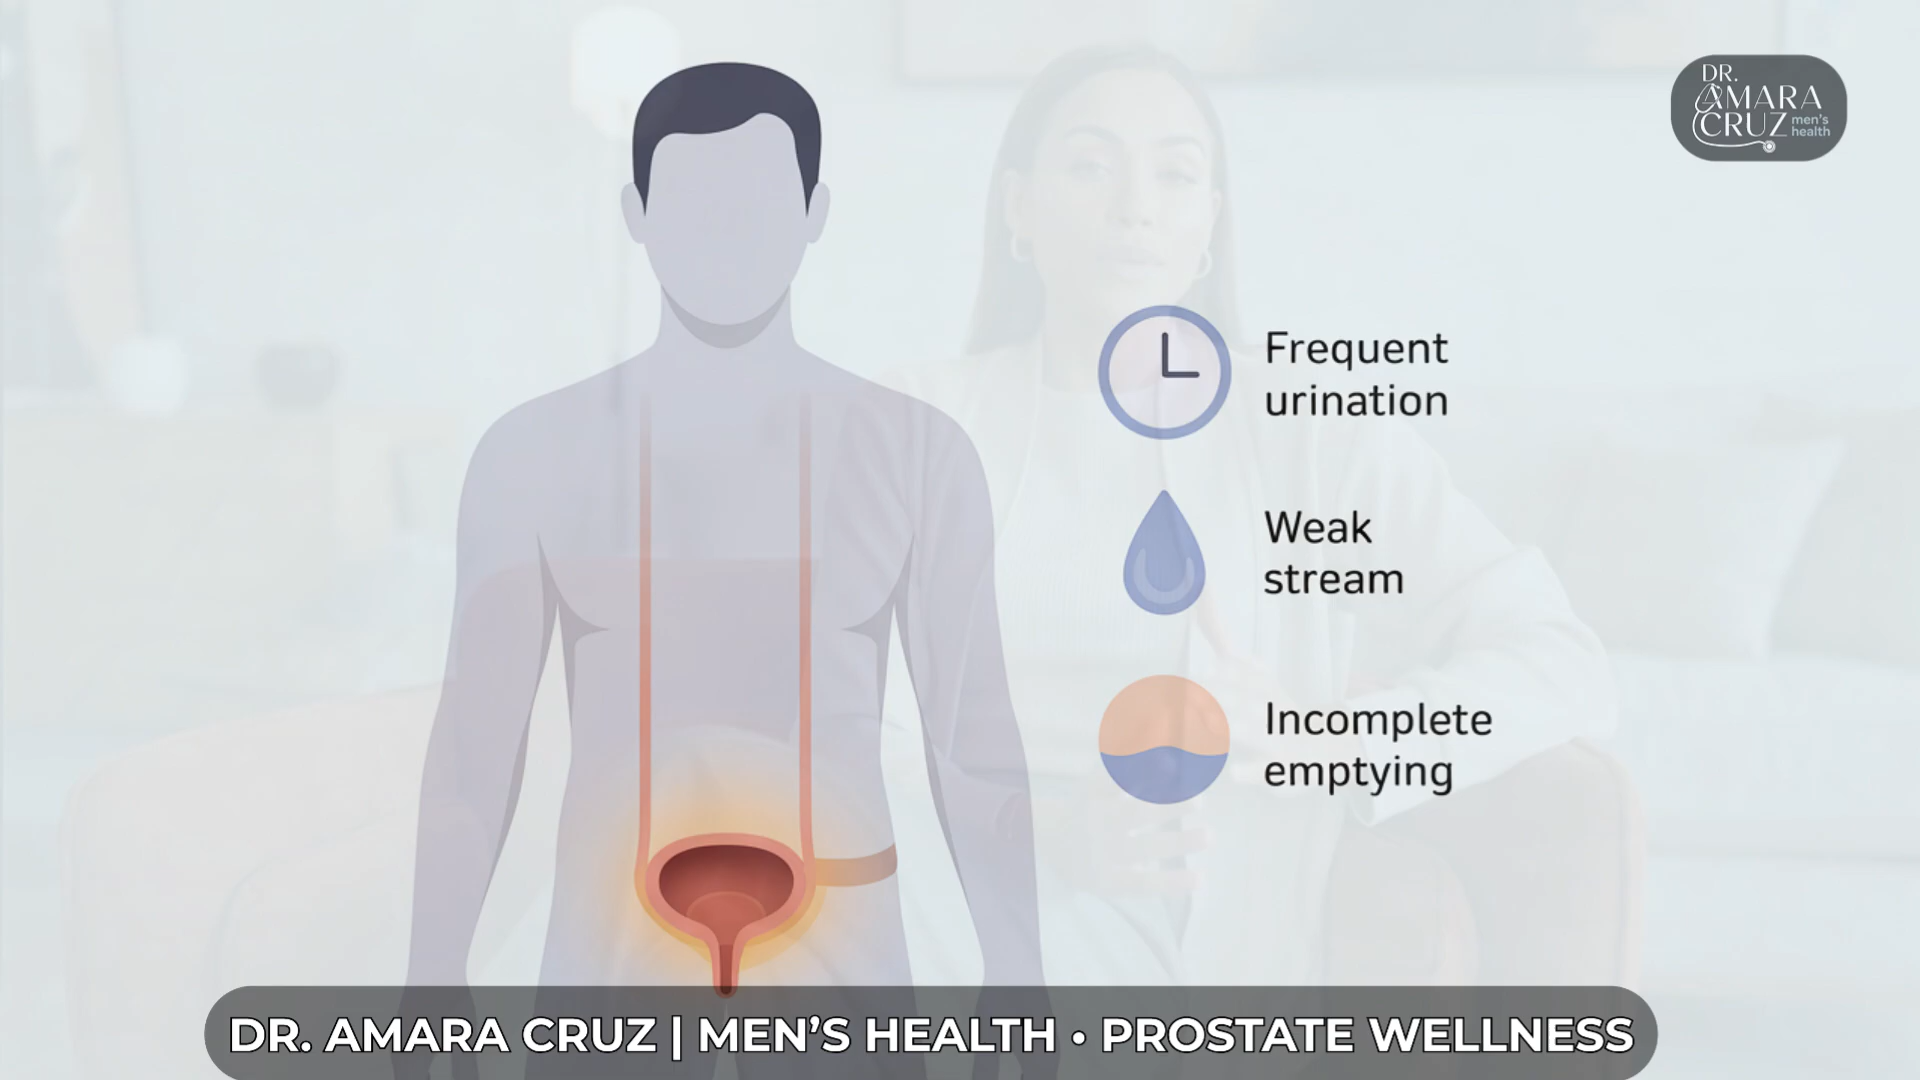 DR.
AMARA
CRUZ men's
health
Frequent
urination
Weak
stream
Incomplete
emptying
DR. AMARA CRUZ | MEN’S HEALTH • PROSTATE WELLNESS